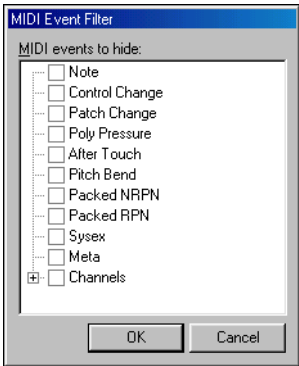 MIDI Event Filter
MIDI events to hide:
Note
Control Change
Patch Change
Poly Pressure
After Touch
Pitch Bend
Packed NRPN
Packed RPN
Sysex
Meta
Channels
OK Cancel